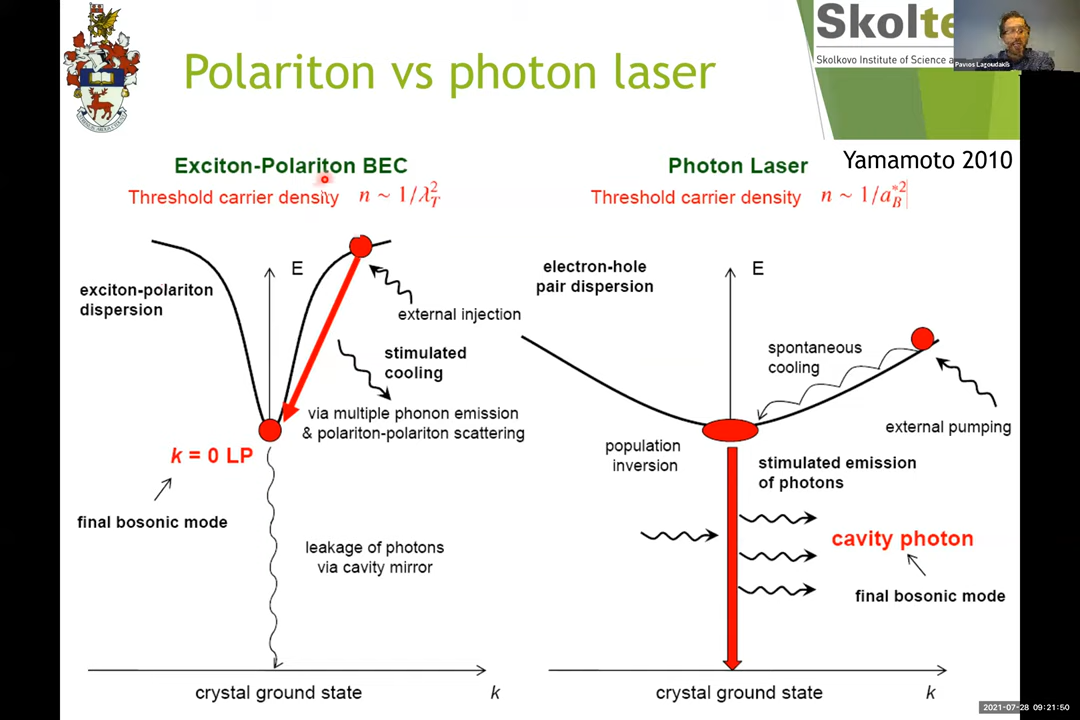 Skolte
Skolkovo Institute of Science a
Pavlos Lagoudakis
Polariton vs photon laser
Yamamoto 2010
Exciton-Polariton BEC
Threshold carrier density n ~ 1/λ_T^2
exciton-polariton
dispersion
E
external injection
stimulated
cooling
via multiple phonon emission
& polariton-polariton scattering
k = 0 LP
final bosonic mode
leakage of photons
via cavity mirror
crystal ground state
k
Photon Laser
Threshold carrier density n ~ 1/a_B^{*2}
electron-hole
pair dispersion
E
spontaneous
cooling
external pumping
population
inversion
stimulated emission
of photons
cavity photon
final bosonic mode
crystal ground state
k
2021-07-28 09:21:50